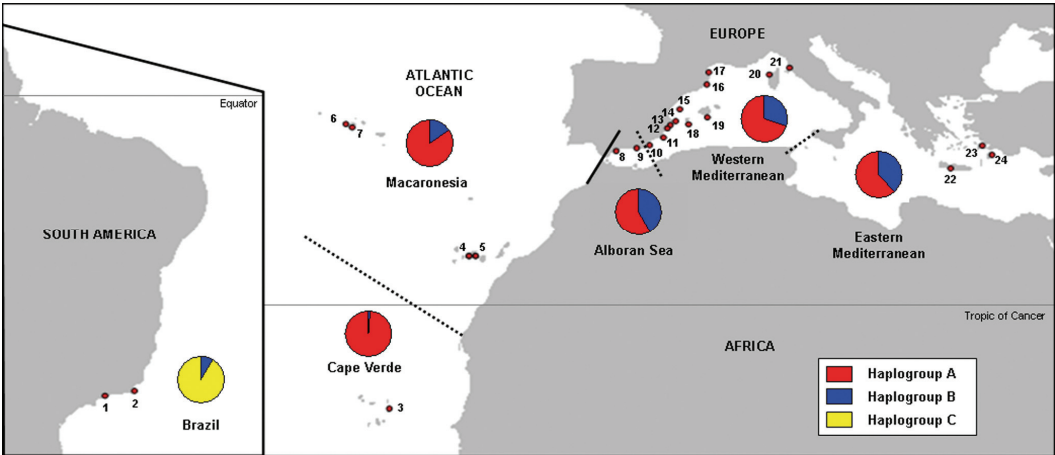 EUROPE
ATLANTIC
OCEAN
Equator
Macaronesia
SOUTH AMERICA
Western
Mediterranean
Alboran Sea
Eastern
Mediterranean
Tropic of Cancer
Cape Verde
AFRICA
Brazil
Haplogroup A
Haplogroup B
Haplogroup C
1
2
3
4
5
6
7
8
9
10
11
12
13
14
15
16
17
18
19
20
21
22
23
24